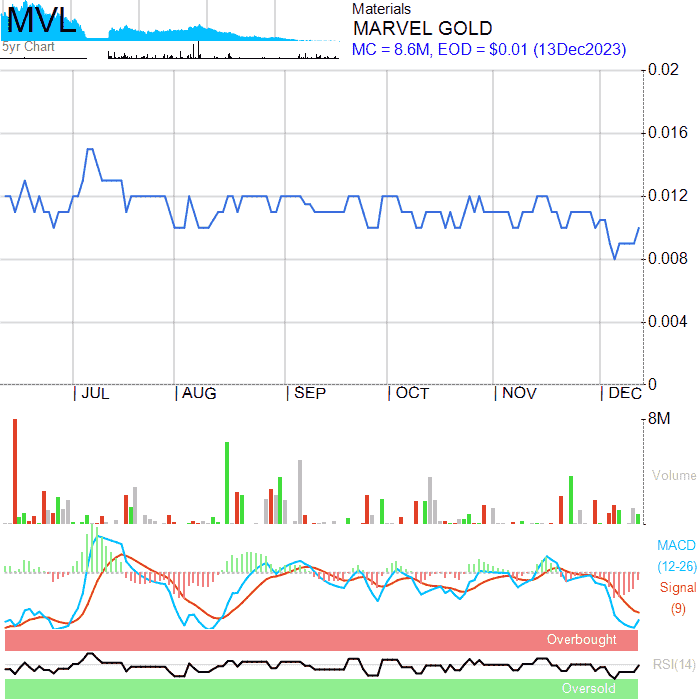 MVL
5yr Chart
Materials
MARVEL GOLD
MC = 8.6M, EOD = $0.01 (13Dec2023)
0.02
0.016
0.012
0.008
0.004
0
| JUL | AUG | SEP | OCT | NOV | DEC
8M
Volume
MACD
(12-26)
Signal
(9)
Overbought
RSI(14)
Oversold